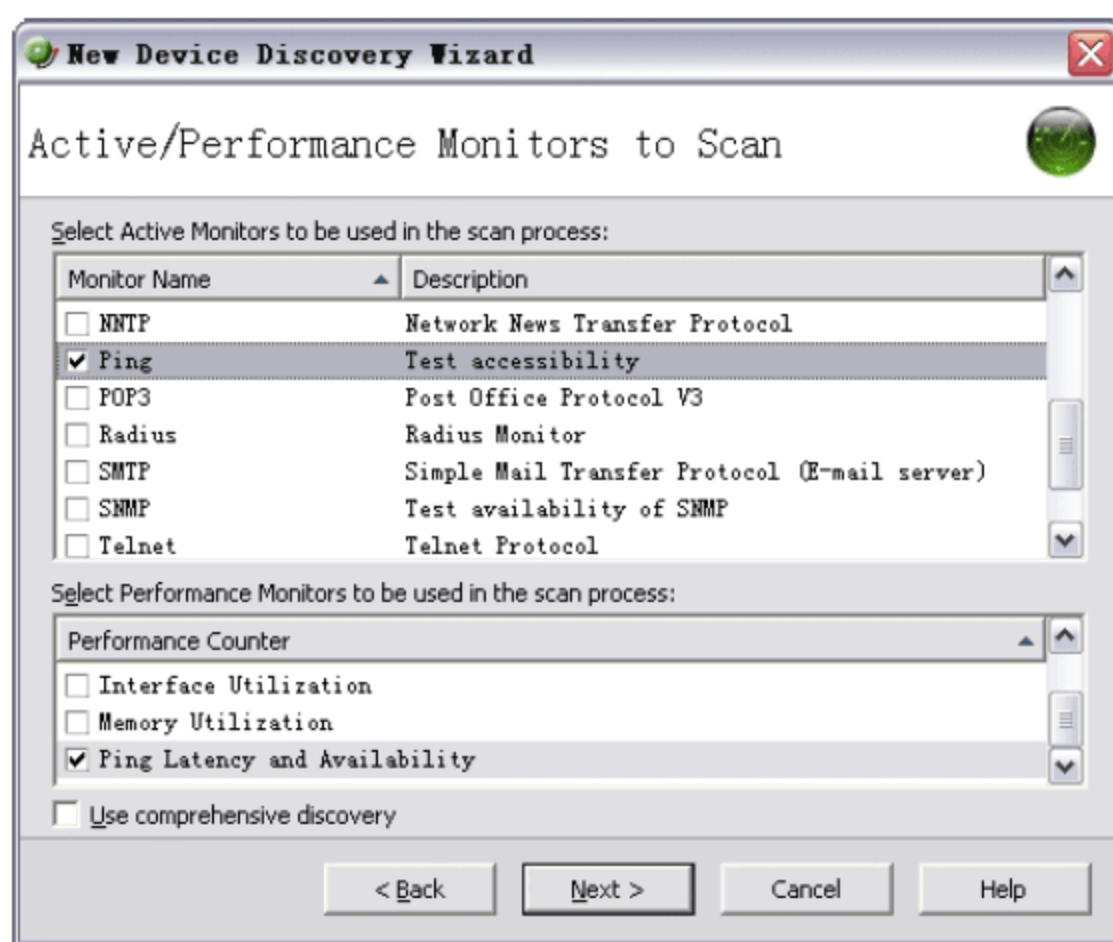 New Device Discovery Wizard
Active/Performance Monitors to Scan
Select Active Monitors to be used in the scan process:
Monitor Name Description
NNTP Network News Transfer Protocol
Ping Test accessibility
POP3 Post Office Protocol V3
Radius Radius Monitor
SMTP Simple Mail Transfer Protocol (E-mail server)
SNMP Test availability of SNMP
Telnet Telnet Protocol
Select Performance Monitors to be used in the scan process:
Performance Counter
Interface Utilization
Memory Utilization
Ping Latency and Availability
Use comprehensive discovery
< Back Next > Cancel Help